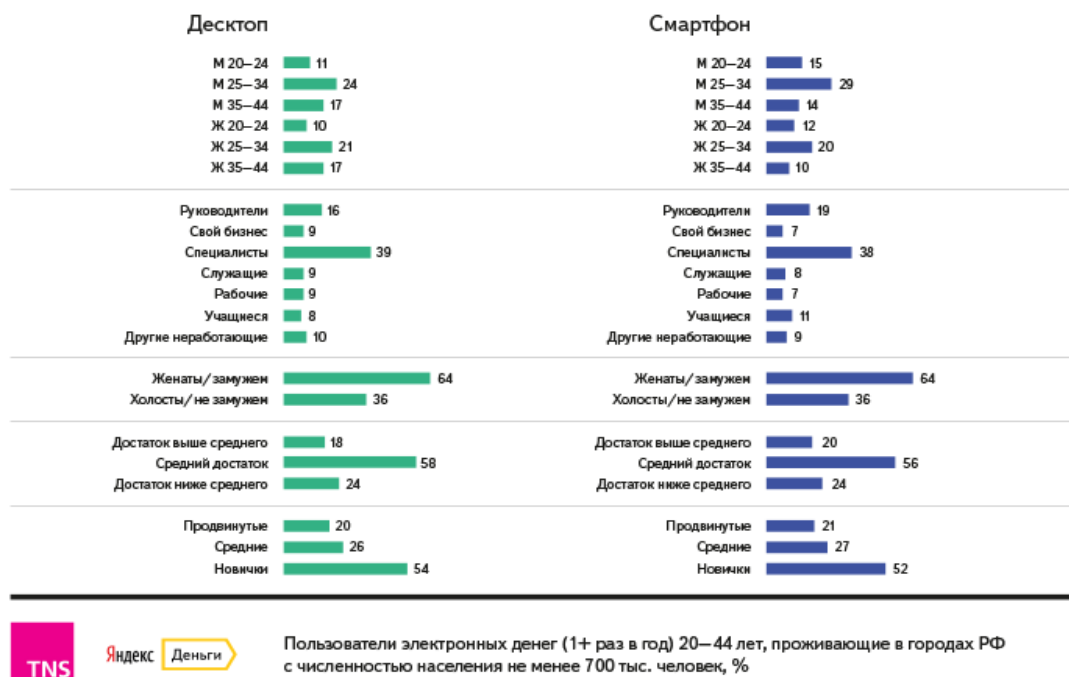 Десктоп
М 20—24 11
М 25—34 24
М 35—44 17
Ж 20—24 10
Ж 25—34 21
Ж 35—44 17
Руководители 16
Свой бизнес 9
Специалисты 39
Служащие 9
Рабочие 9
Учащиеся 8
Другие неработающие 10
Женаты/замужем 64
Холосты/не замужем 36
Достаток выше среднего 18
Средний достаток 58
Достаток ниже среднего 24
Продвинутые 20
Средние 26
Новички 54
Смартфон
М 20—24 15
М 25—34 29
М 35—44 14
Ж 20—24 12
Ж 25—34 20
Ж 35—44 10
Руководители 19
Свой бизнес 7
Специалисты 38
Служащие 8
Рабочие 7
Учащиеся 11
Другие неработающие 9
Женаты/замужем 64
Холосты/не замужем 36
Достаток выше среднего 20
Средний достаток 56
Достаток ниже среднего 24
Продвинутые 21
Средние 27
Новички 52
TNS
Яндекс Деньги
Пользователи электронных денег (1+ раз в год) 20—44 лет, проживающие в городах РФ
с численностью населения не менее 700 тыс. человек, %